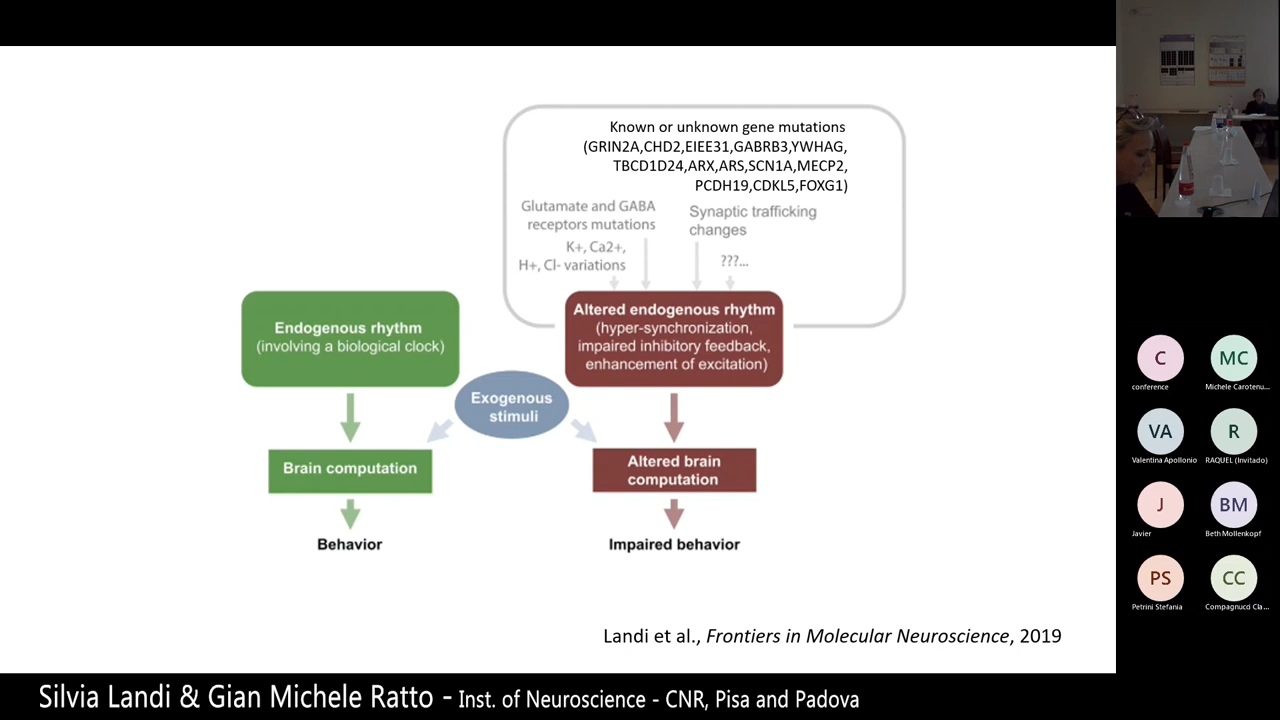 Known or unknown gene mutations
(GRIN2A,CHD2,EIEE31,GABRB3,YWHAG,
TBCD1D24,ARX,ARS,SCN1A,MECP2,
PCDH19,CDKL5,FOXG1)
Glutamate and GABA
receptors mutations
Synaptic trafficking
changes
K+, Ca2+,
H+, Cl- variations
???...
Endogenous rhythm
(involving a biological clock)
Altered endogenous rhythm
(hyper-synchronization,
impaired inhibitory feedback,
enhancement of excitation)
Exogenous
stimuli
Brain computation
Altered brain
computation
Behavior
Impaired behavior
Landi et al., Frontiers in Molecular Neuroscience, 2019
Silvia Landi & Gian Michele Ratto - Inst. of Neuroscience - CNR, Pisa and Padova
C
conference
MC
Michele Carotenu...
VA
Valentina Apollonio
R
RAQUEL (Invitado)
J
Javier
BM
Beth Mollenkopf
PS
Petrini Stefania
CC
Compagnucci Cla...